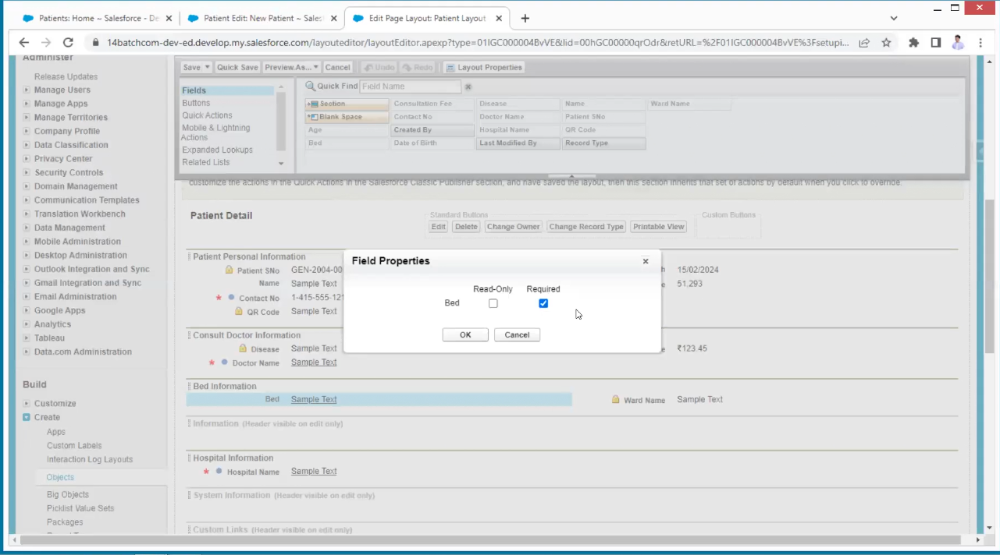 Patients: Home ~ Salesforce - De
Patient Edit: New Patient ~ Sales
Edit Page Layout: Patient Layout
14batchcom-dev-ed.develop.my.salesforce.com/layouteditor/layoutEditor.apexp?type=01IGC000004BvVE&lid=00hGC00000qrOdr&retURL=%2F01IGC000004BvVE%3Fsetupi...
Administer
Release Updates
Manage Users
Manage Apps
Manage Territories
Company Profile
Data Classification
Privacy Center
Security Controls
Domain Management
Communication Templates
Translation Workbench
Data Management
Mobile Administration
Desktop Administration
Outlook Integration and Sync
Gmail Integration and Sync
Email Administration
Google Apps
Analytics
Tableau
Data.com Administration
Build
Customize
Create
Apps
Custom Labels
Interaction Log Layouts
Objects
Big Objects
Picklist Value Sets
Packages
Save Quick Save Preview As... Cancel Undo Redo Layout Properties
Fields
Buttons
Quick Actions
Mobile & Lightning
Actions
Expanded Lookups
Related Lists
Quick Find Field Name
Section Consultation Fee Disease Name Ward Name
Blank Space Contact No Doctor Name Patient SNo
Age Created By Hospital Name QR Code
Bed Date of Birth Last Modified By Record Type
customize the actions in the Quick Actions in the Salesforce Classic Publisher section, and have saved the layout, then this section inherits that set of actions by default when you click to override.
Patient Detail
Standard Buttons
Edit Delete Change Owner Change Record Type Printable View
Custom Buttons
Patient Personal Information
Patient SNo GEN-2004-00
h 15/02/2024
Name Sample Text
e 51,293
* Contact No 1-415-555-121
QR Code Sample Text
Consult Doctor Information
Disease Sample Text
e ₹123.45
* Doctor Name Sample Text
Bed Information
Bed Sample Text
Ward Name Sample Text
Information (Header visible on edit only)
Hospital Information
* Hospital Name Sample Text
System Information (Header visible on edit only)
Custom Links (Header visible on edit only)
Field Properties
Read-Only Required
Bed
OK Cancel